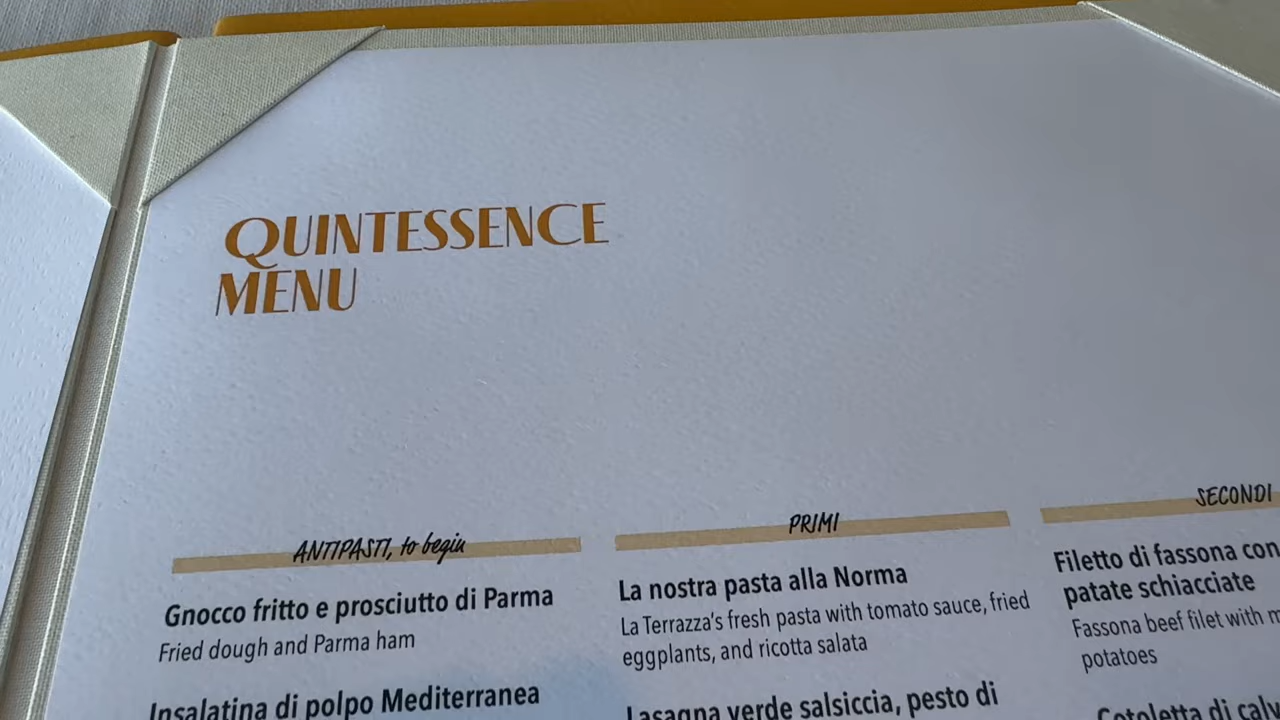 QUINTESSENCE
MENU
ANTIPASTI, to begin
Gnocco fritto e prosciutto di Parma
Fried dough and Parma ham
Insalatina di polpo Mediterranea
PRIMI
La nostra pasta alla Norma
La Terrazza's fresh pasta with tomato sauce, fried
eggplants, and ricotta salata
Lasagna verde salsiccia, pesto di
SECONDI
Filetto di fassona con
patate schiacciate
Fassona beef filet with
potatoes
Cotoletta di